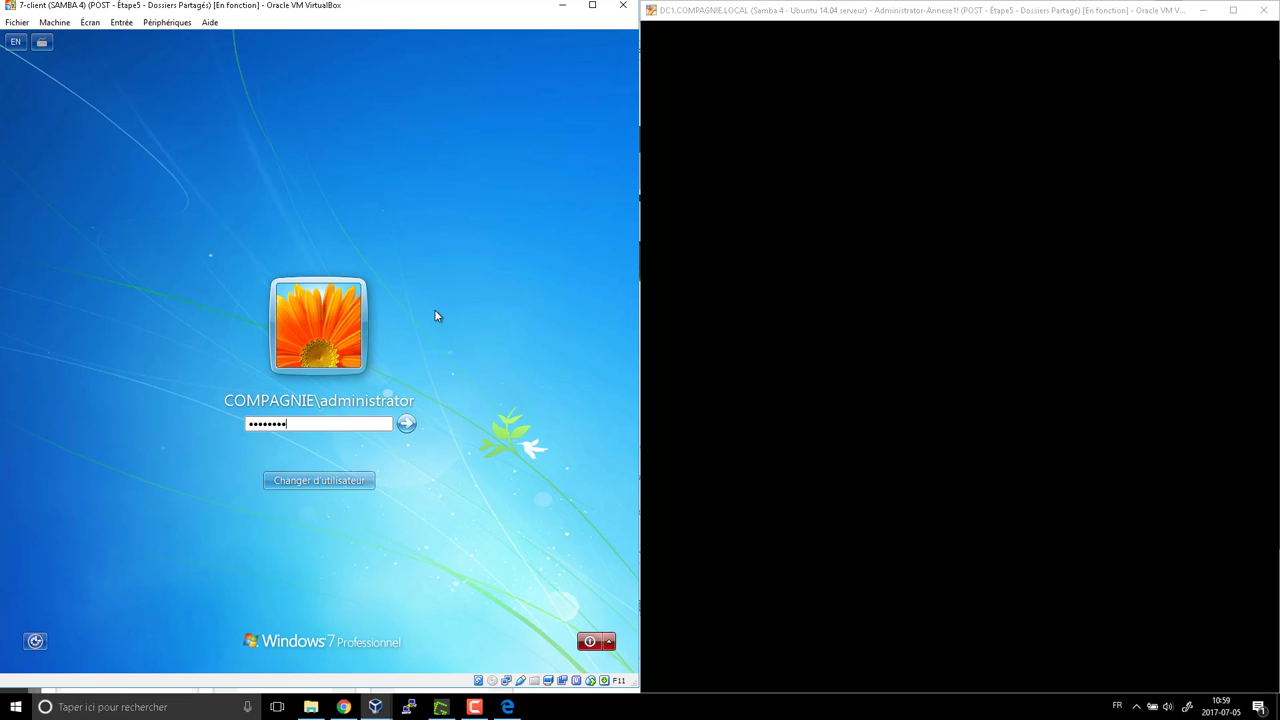 7-client (SAMBA 4) (POST - Étape5 - Dossiers Partagés) [En fonction] - Oracle VM VirtualBox
Fichier Machine Écran Entrée Périphériques Aide
EN
COMPAGNIE\administrator
Changer d'utilisateur
Windows 7 Professionnel
F11
DC1.COMPAGNIE.LOCAL (Samba 4 - Ubuntu 14.04 serveur) - Administrator-Annexe1! (POST - Étape5 - Dossiers Partagé) [En fonction] - Oracle VM V...
Taper ici pour rechercher
FR
10:59
2017-07-05
1